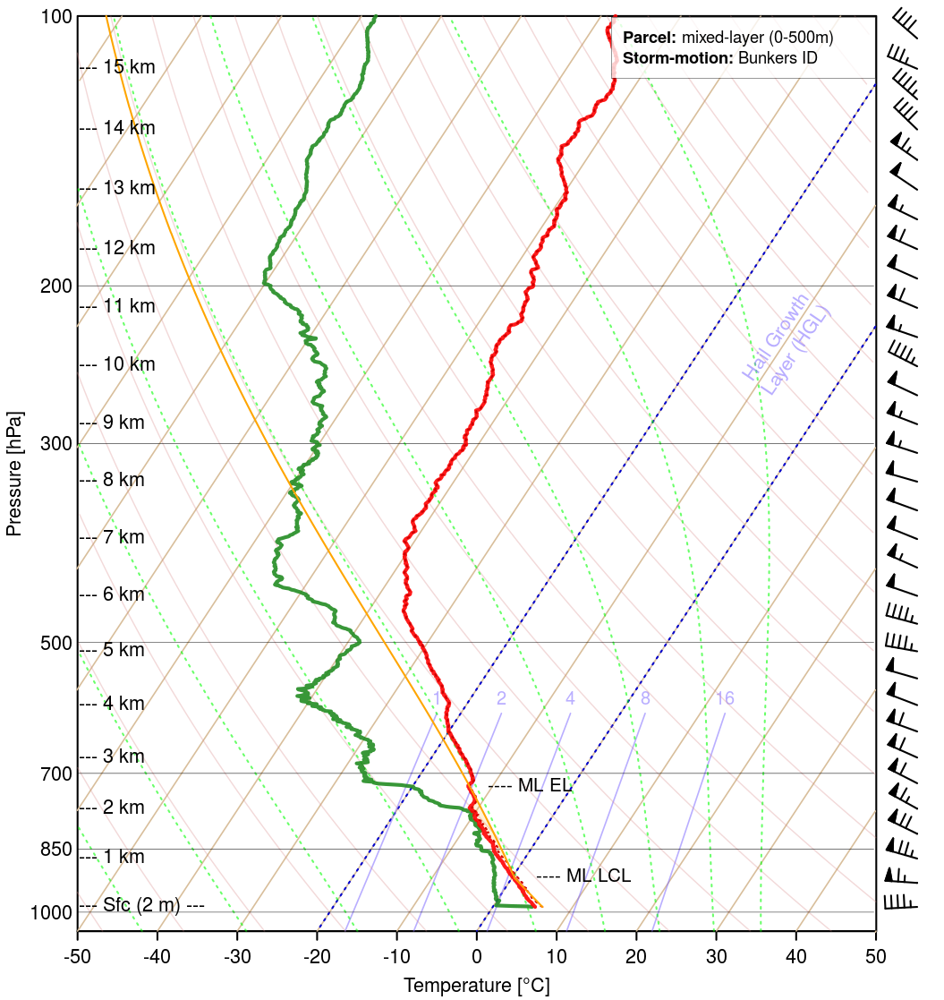 100
Parcel: mixed-layer (0-500m)
Storm-motion: Bunkers ID
--- 15 km
--- 14 km
--- 13 km
--- 12 km
200
--- 11 km
Hail Growth
Layer (HGL)
--- 10 km
--- 9 km
300
--- 8 km
--- 7 km
--- 6 km
500
--- 5 km
1 2 4 8 16
--- 4 km
--- 3 km
700
---- ML EL
--- 2 km
850
--- 1 km
---- ML LCL
--- Sfc (2 m) ---
1000
Pressure [hPa]
-50 -40 -30 -20 -10 0 10 20 30 40 50
Temperature [°C]